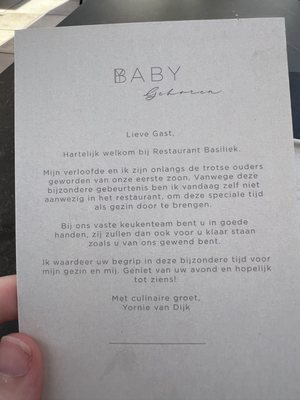 BABY
Geboren
Lieve Gast,
Hartelijk welkom bij Restaurant Basiliek.
Mijn verloofde en ik zijn onlangs de trotse ouders
geworden van onze eerste zoon. Vanwege deze
bijzondere gebeurtenis ben ik vandaag zelf niet
aanwezig in het restaurant, om deze speciale tijd
als gezin door te brengen.
Bij ons vaste keukenteam bent u in goede
handen, zij zullen dan ook voor u klaar staan
zoals u van ons gewend bent.
Ik waardeer uw begrip in deze bijzondere tijd voor
mijn gezin en mij. Geniet van uw avond en hopelijk
tot ziens!
Met culinaire groet,
Yornie van Dijk